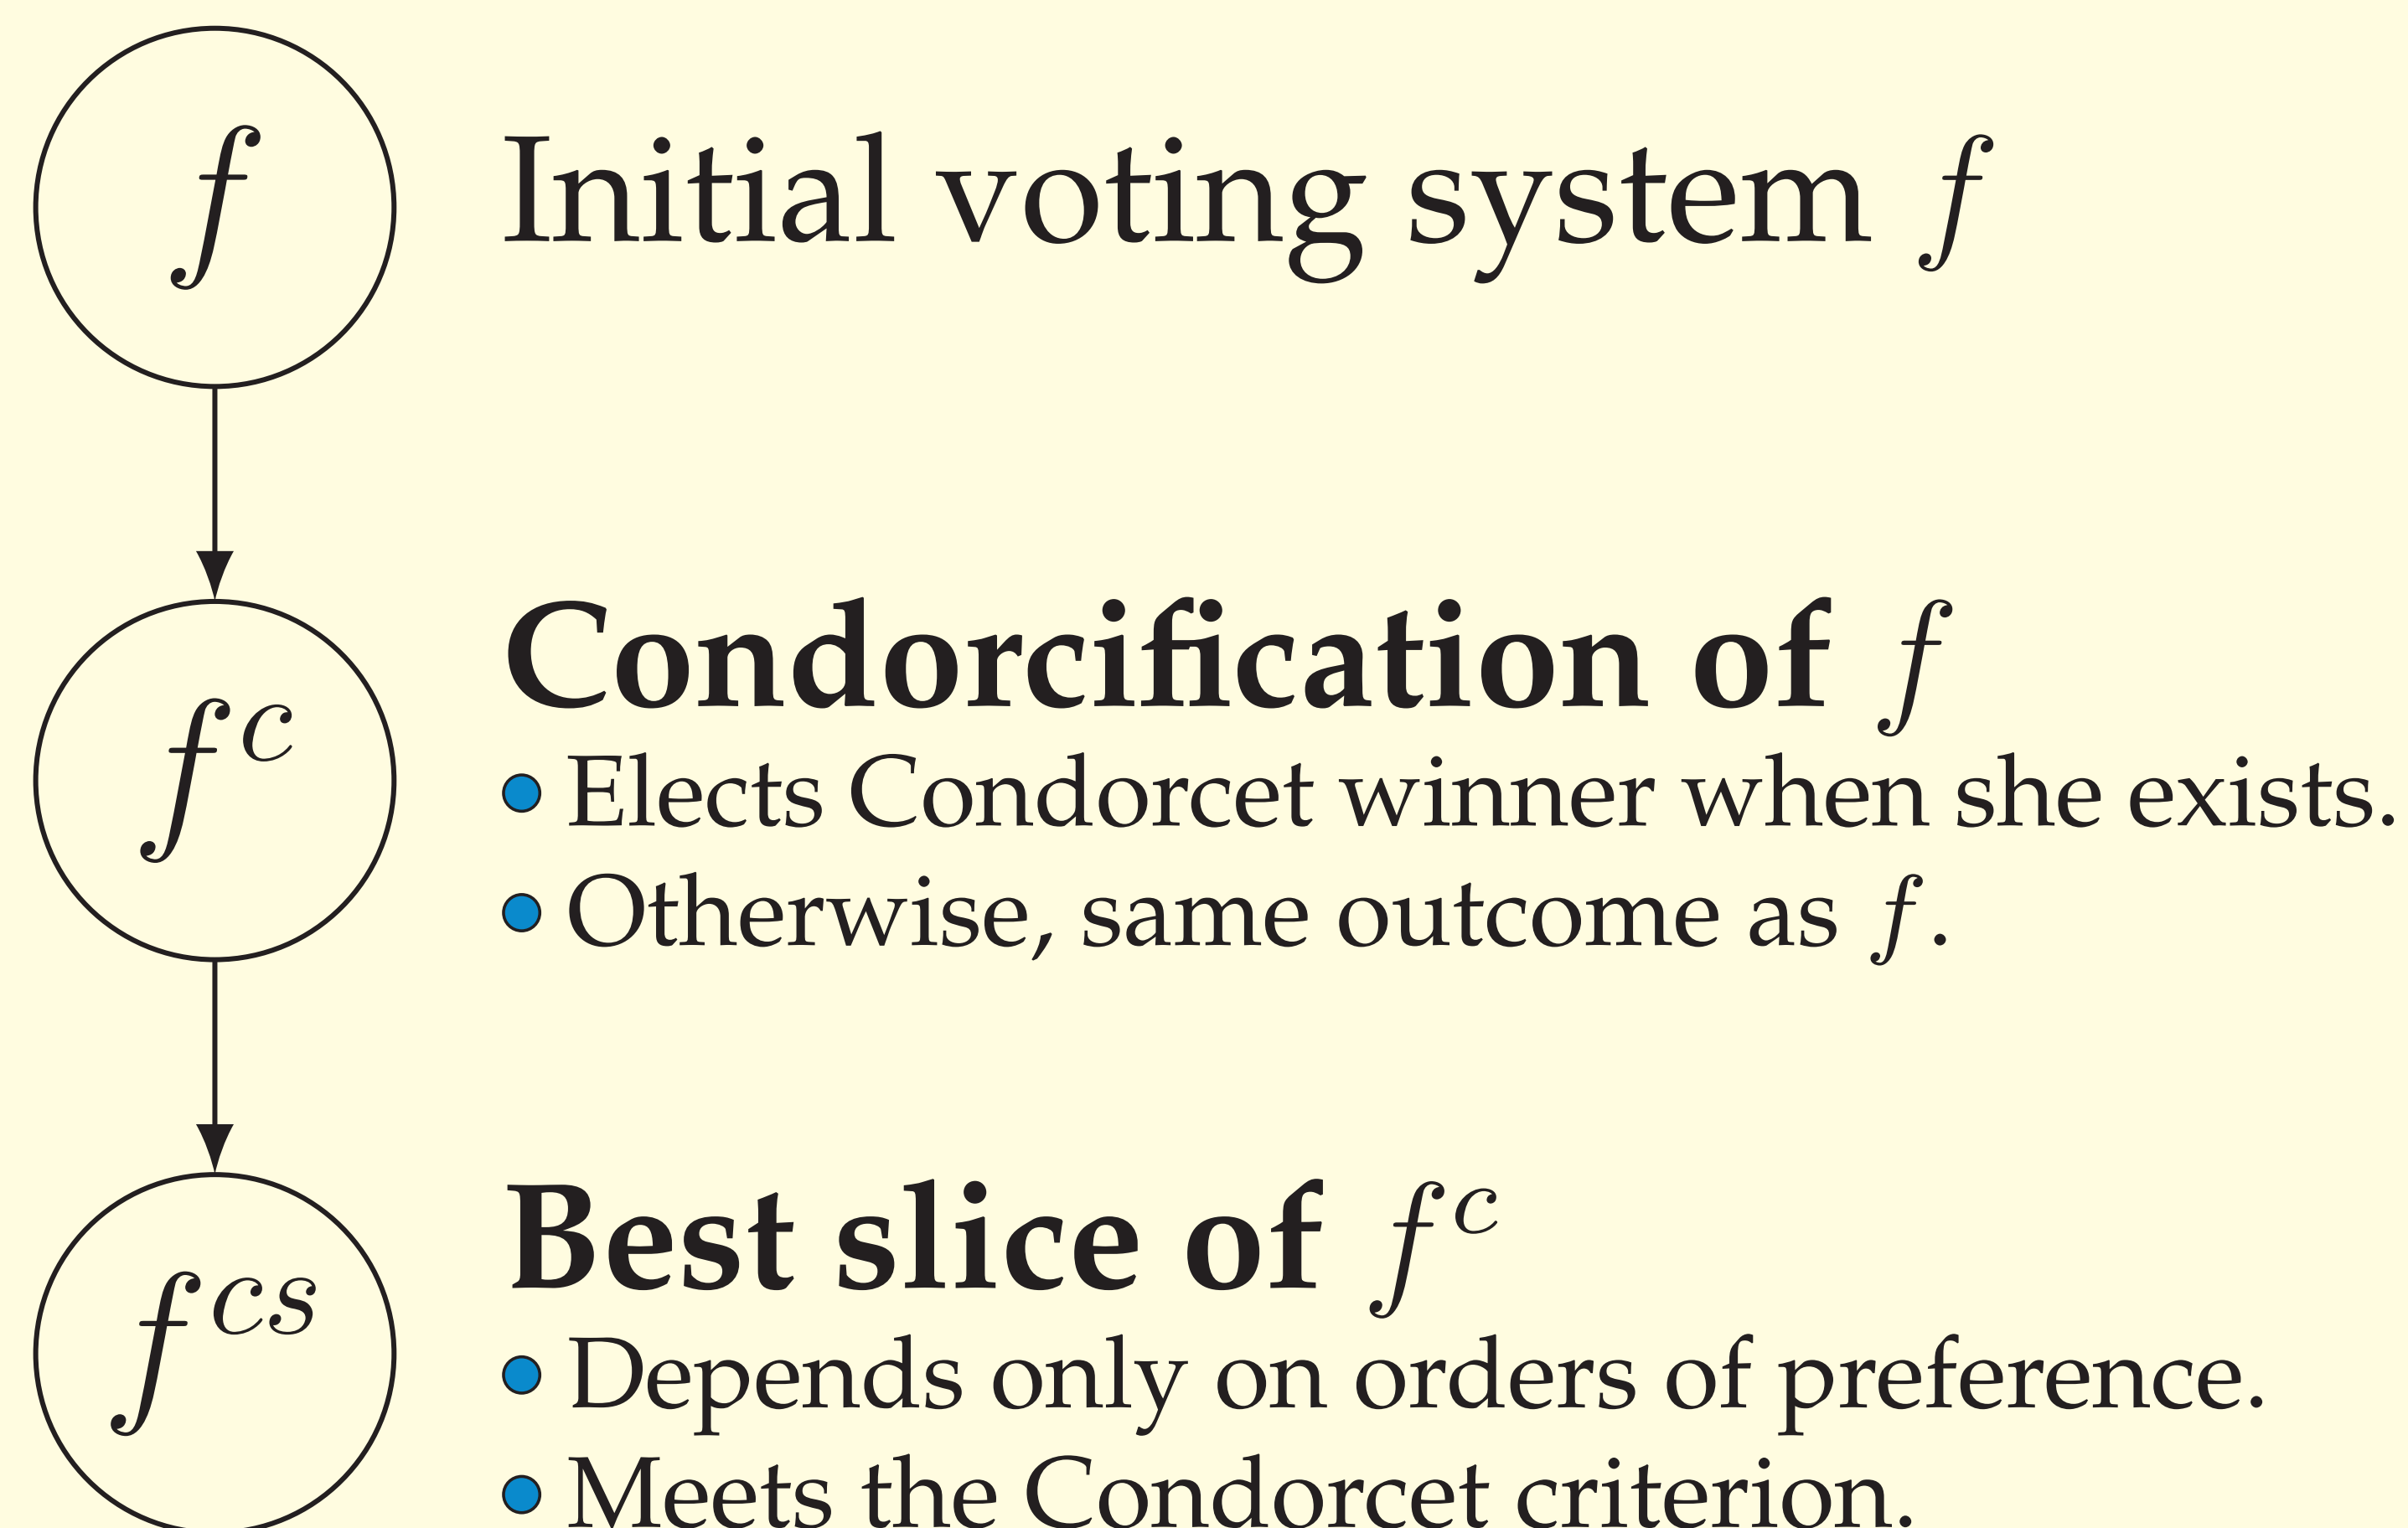 f
Initial voting system f
f^c
Condorcification of f
• Elects Condorcet winner when she exists.
• Otherwise, same outcome as f.
f^cs
Best slice of f^c
• Depends only on orders of preference.
• Meets the Condorcet criterion.